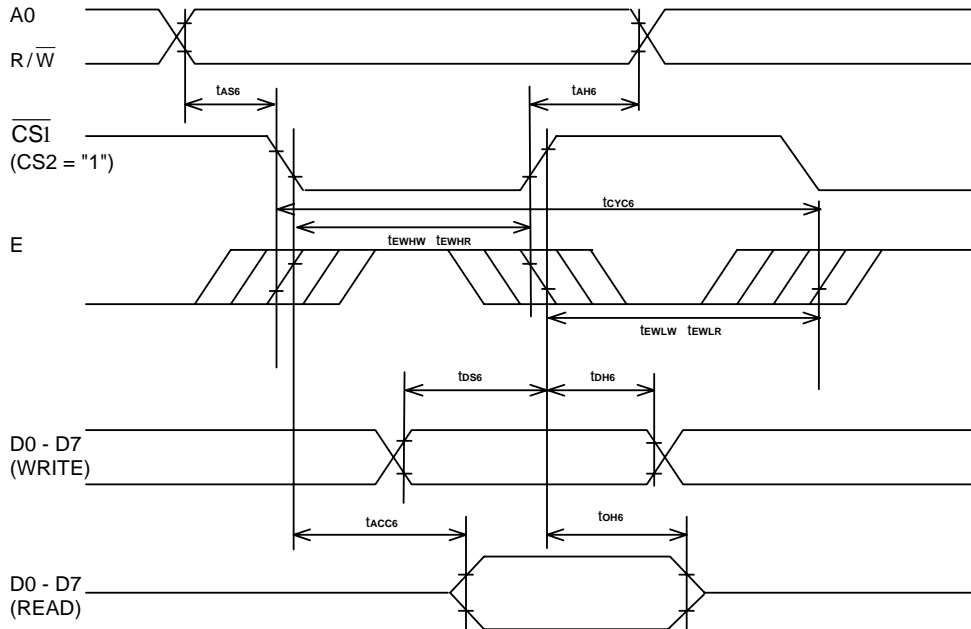 A0
R/W̅
tAS6
tAH6
C̅S̅1̅
(CS2 = "1")
tCYC6
tEWHW tEWHR
E
tEWLW tEWLR
tDS6
tDH6
D0 - D7
(WRITE)
tACC6
tOH6
D0 - D7
(READ)